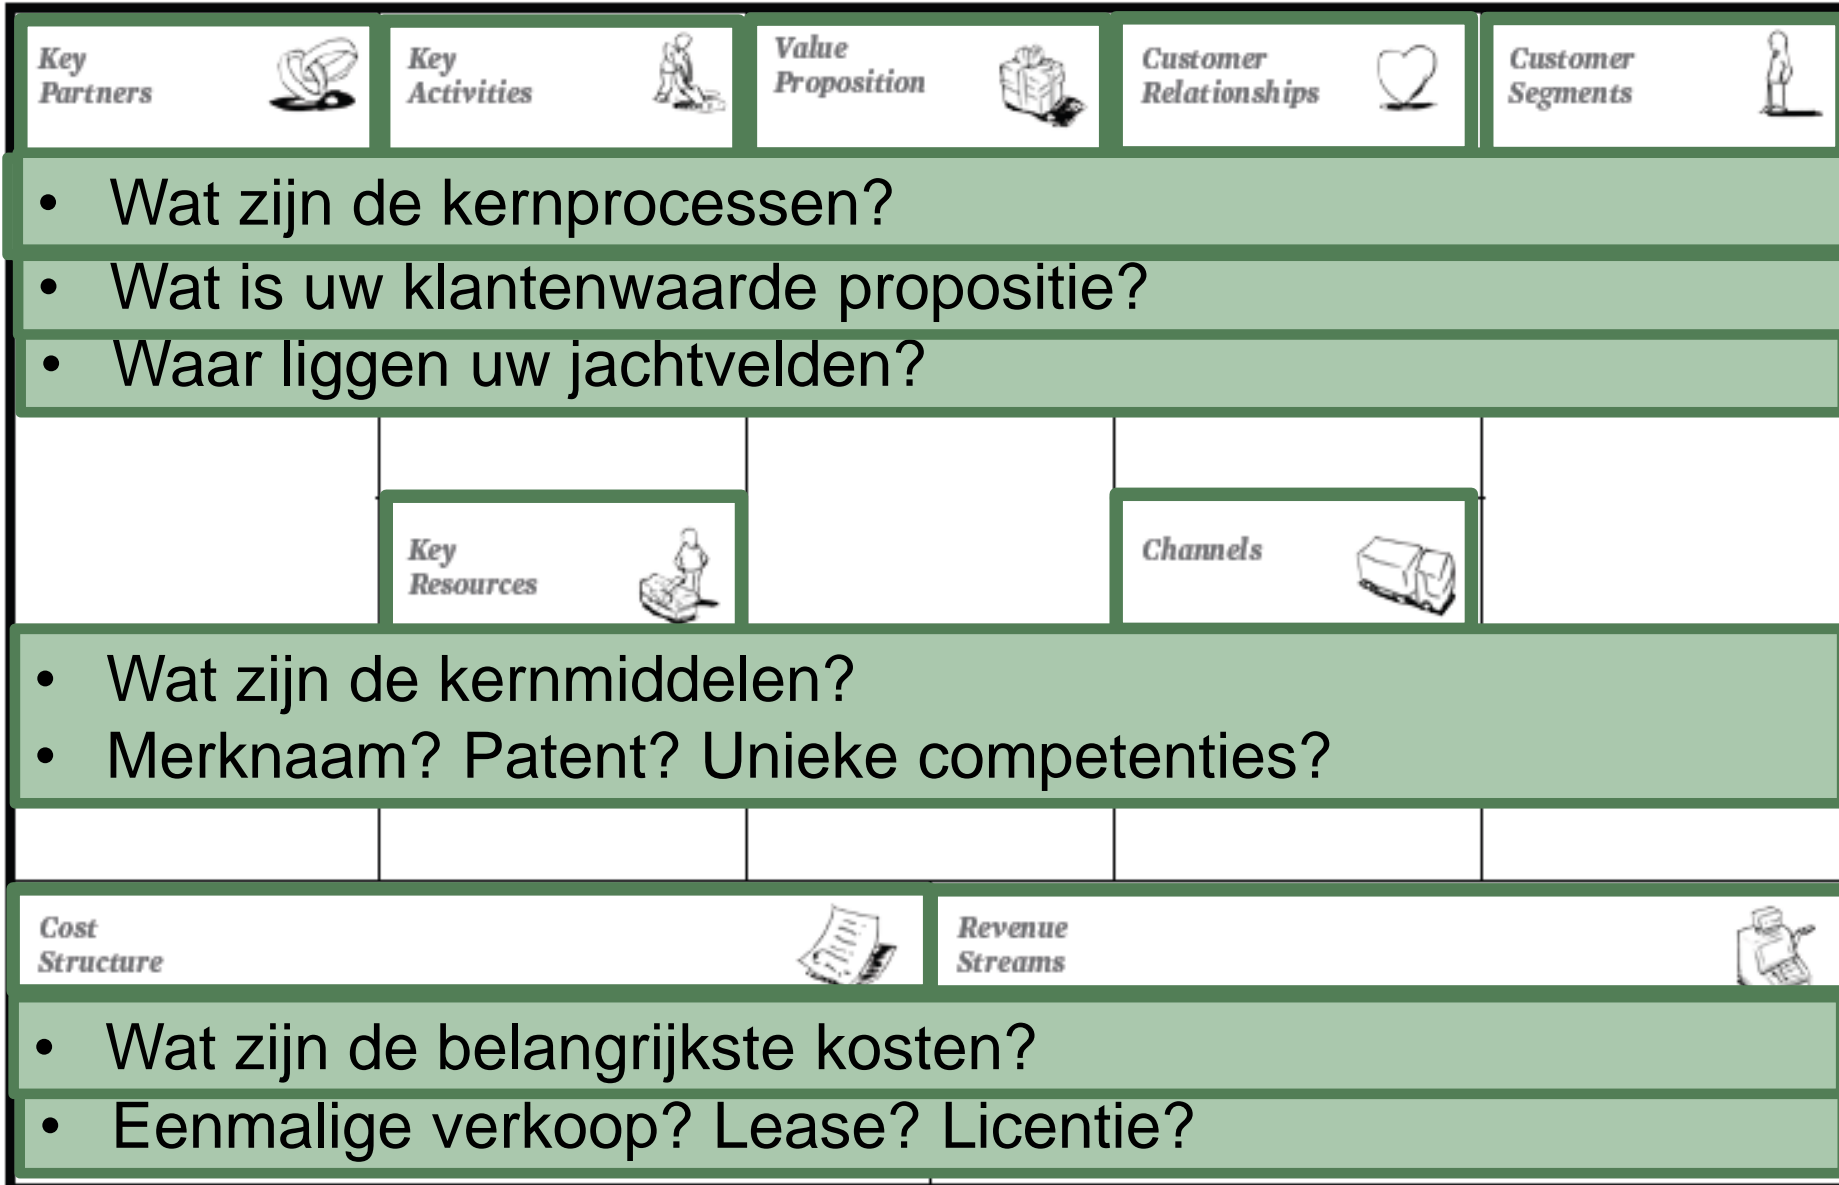 Key
Partners
Key
Activities
Value
Proposition
Customer
Relationships
Customer
Segments
• Wat zijn de kernprocessen?
• Wat is uw klantenwaarde propositie?
• Waar liggen uw jachtvelden?
Key
Resources
Channels
• Wat zijn de kernmiddelen?
• Merknaam? Patent? Unieke competenties?
Cost
Structure
Revenue
Streams
• Wat zijn de belangrijkste kosten?
• Eenmalige verkoop? Lease? Licentie?